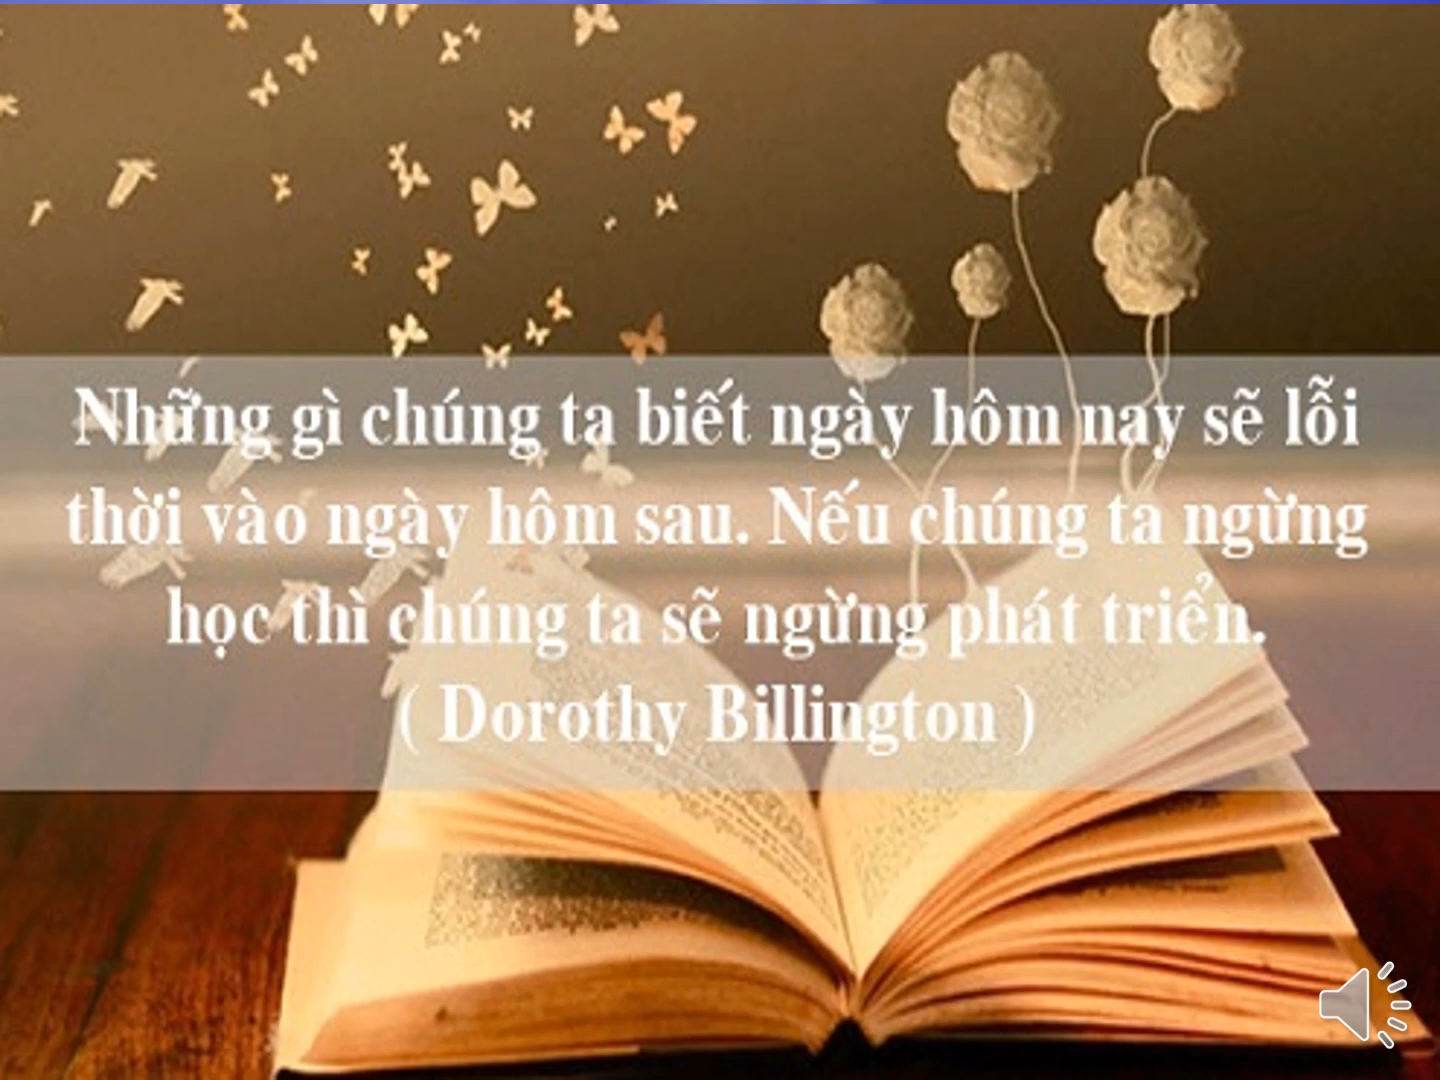 Những gì chúng ta biết ngày hôm nay sẽ lỗi
thời vào ngày hôm sau. Nếu chúng ta ngừng
học thì chúng ta sẽ ngừng phát triển.
( Dorothy Billington )